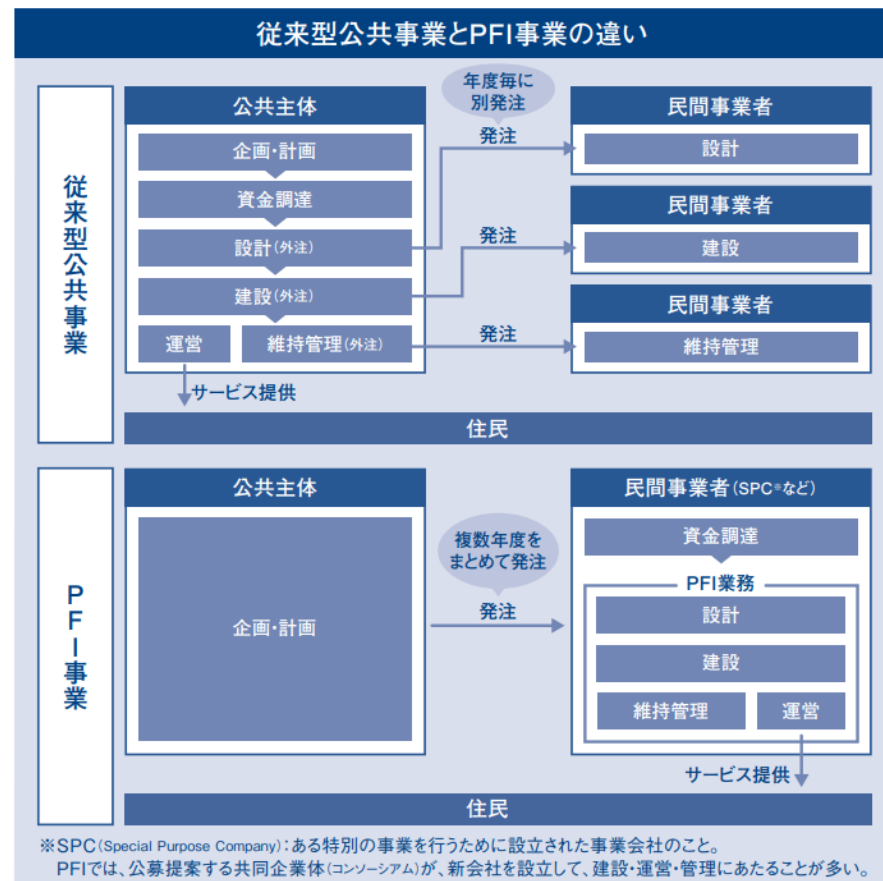 従来型公共事業とPFI事業の違い
従来型公共事業
公共主体
企画・計画
資金調達
設計(外注)
建設(外注)
運営
維持管理(外注)
サービス提供
年度毎に
別発注
発注
発注
発注
民間事業者
設計
民間事業者
建設
民間事業者
維持管理
住民
PFI事業
公共主体
企画・計画
複数年度を
まとめて発注
発注
民間事業者(SPC※など)
資金調達
PFI業務
設計
建設
維持管理
運営
サービス提供
住民
※SPC(Special Purpose Company):ある特別の事業を行うために設立された事業会社のこと。
PFIでは、公募提案する共同企業体(コンソーシアム)が、新会社を設立して、建設・運営・管理にあたることが多い。